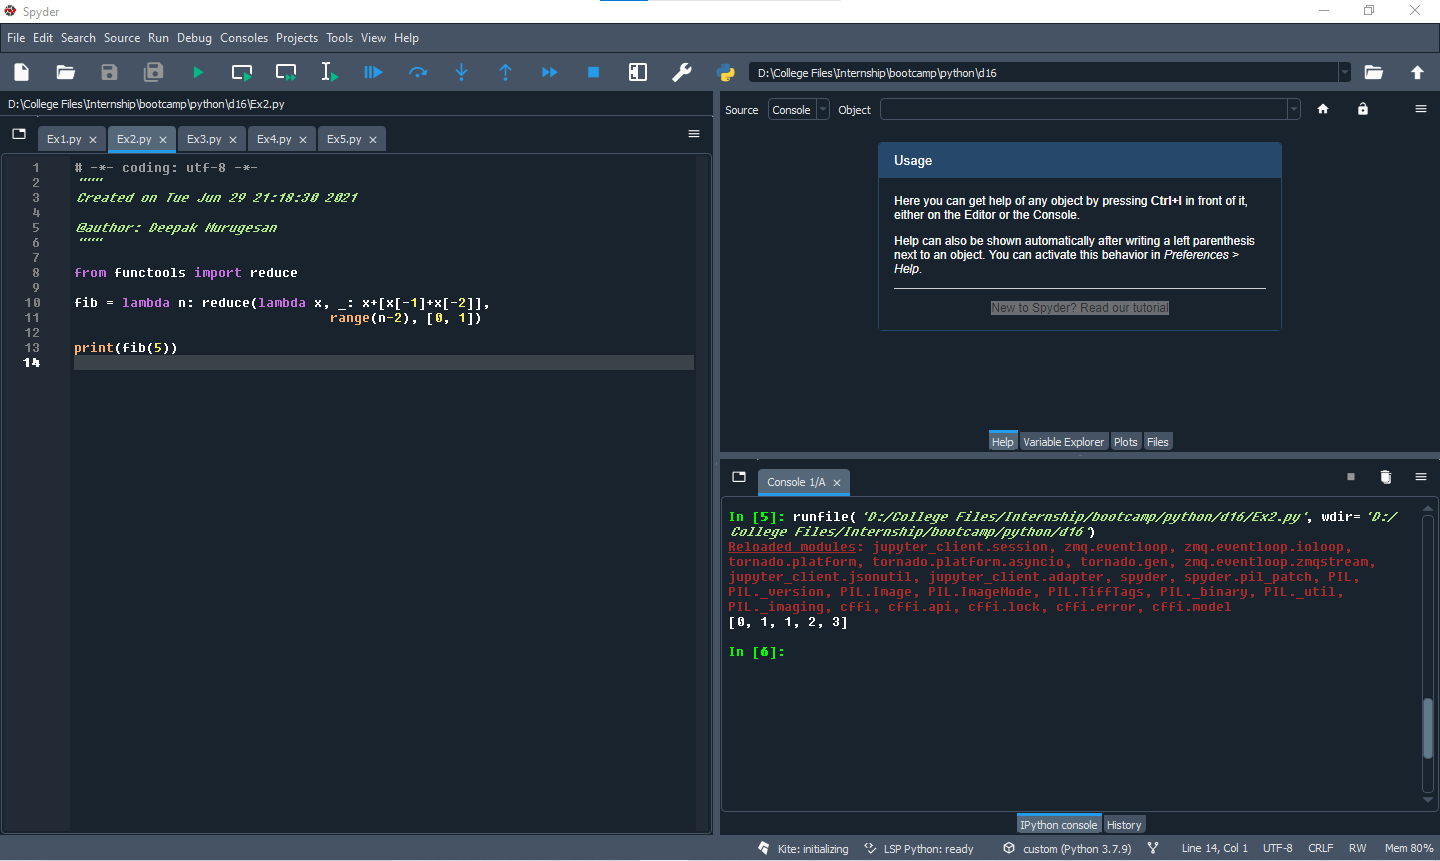 Spyder
File Edit Search Source Run Debug Consoles Projects Tools View Help
D:\College Files\Internship\bootcamp\python\d16
D:\College Files\Internship\bootcamp\python\d16\Ex2.py
Ex1.py Ex2.py Ex3.py Ex4.py Ex5.py
1 # -*- coding: utf-8 -*-
2 """
3 Created on Tue Jun 29 21:18:30 2021
4
5 @author: Deepak Murugesan
6 """
7
8 from functools import reduce
9
10 fib = lambda n: reduce(lambda x, _: x+[x[-1]+x[-2]],
11 range(n-2), [0, 1])
12
13 print(fib(5))
14
Source Console Object
Usage
Here you can get help of any object by pressing Ctrl+I in front of it,
either on the Editor or the Console.
Help can also be shown automatically after writing a left parenthesis
next to an object. You can activate this behavior in Preferences >
Help.
New to Spyder? Read our tutorial
Help Variable Explorer Plots Files
Console 1/A
In [5]: runfile('D:/College Files/Internship/bootcamp/python/d16/Ex2.py', wdir='D:/
College Files/Internship/bootcamp/python/d16')
Reloaded modules: jupyter_client.session, zmq.eventloop, zmq.eventloop.ioloop,
tornado.platform, tornado.platform.asyncio, tornado.gen, zmq.eventloop.zmqstream,
jupyter_client.jsonutil, jupyter_client.adapter, spyder, spyder.pil_patch, PIL,
PIL._version, PIL.Image, PIL.ImageMode, PIL.TiffTags, PIL._binary, PIL._util,
PIL._imaging, cffi, cffi.api, cffi.lock, cffi.error, cffi.model
[0, 1, 1, 2, 3]
In [6]:
IPython console History
Kite: initializing LSP Python: ready custom (Python 3.7.9) Line 14, Col 1 UTF-8 CRLF RW Mem 80%